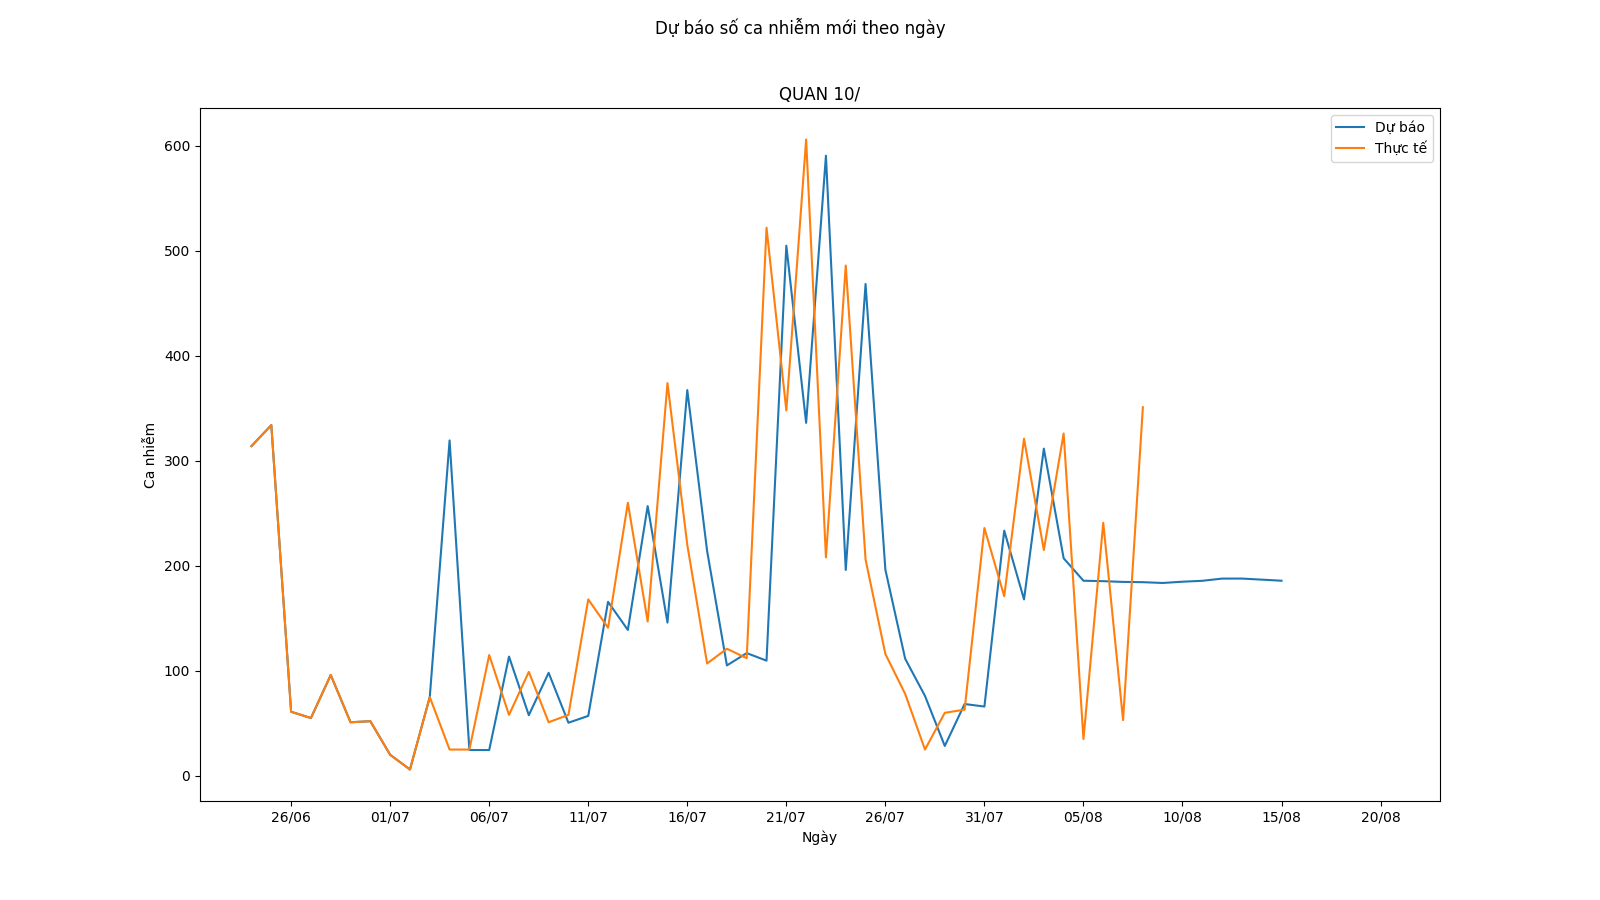 Dự báo số ca nhiễm mới theo ngày
QUAN 10/
Dự báo
Thực tế
600
500
400
300
200
100
0
Ca nhiễm
26/06 01/07 06/07 11/07 16/07 21/07 26/07 31/07 05/08 10/08 15/08 20/08
Ngày